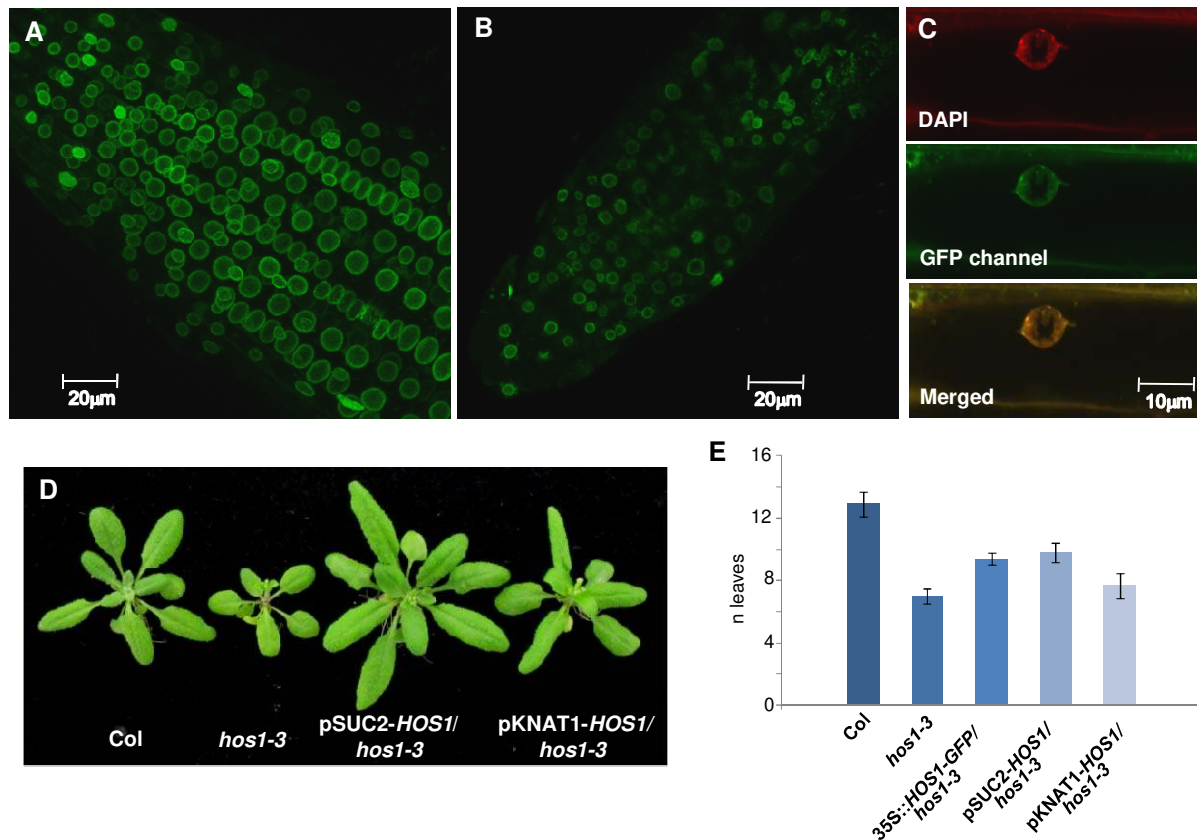 A
20µm
B
20µm
C
DAPI
GFP channel
Merged
10µm
D
Col
hos1-3
pSUC2-HOS1/
hos1-3
pKNAT1-HOS1/
hos1-3
E
n leaves
16
12
8
4
0
Col
hos1-3
35S::HOS1-GFP/
hos1-3
pSUC2-HOS1/
hos1-3
pKNAT1-HOS1/
hos1-3